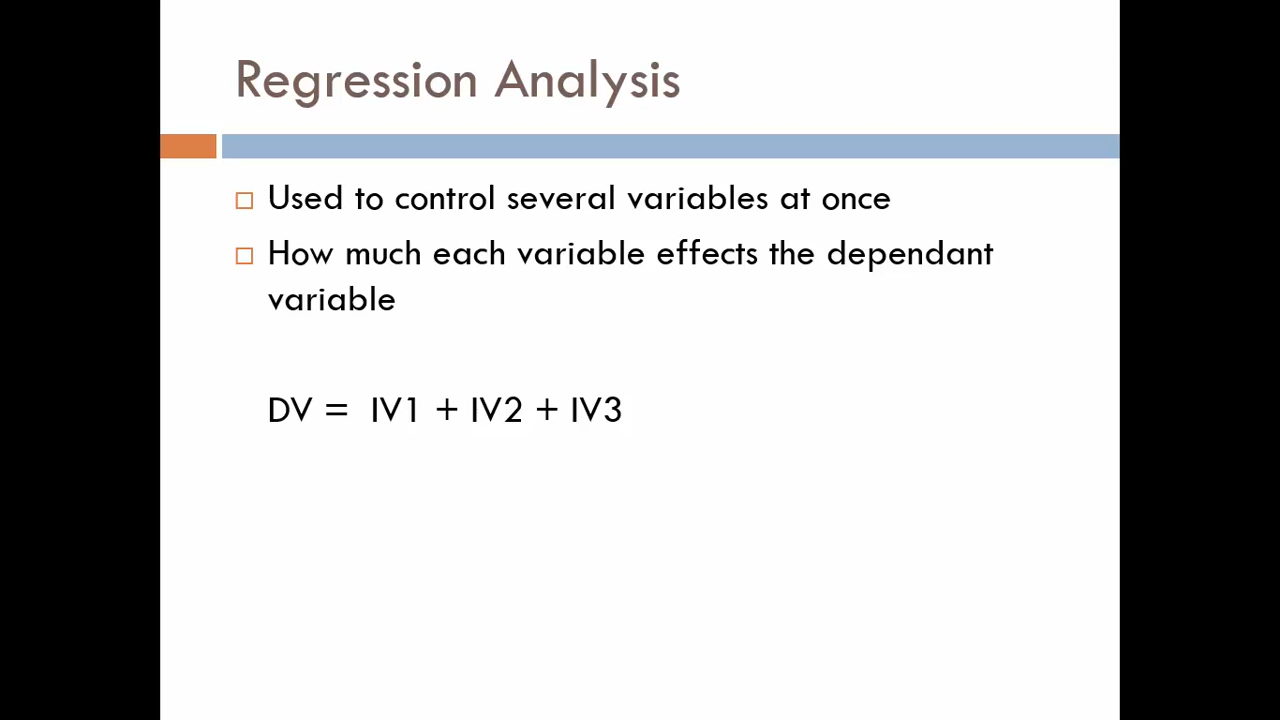 Regression Analysis
Used to control several variables at once
How much each variable effects the dependant
variable
DV = IV1 + IV2 + IV3